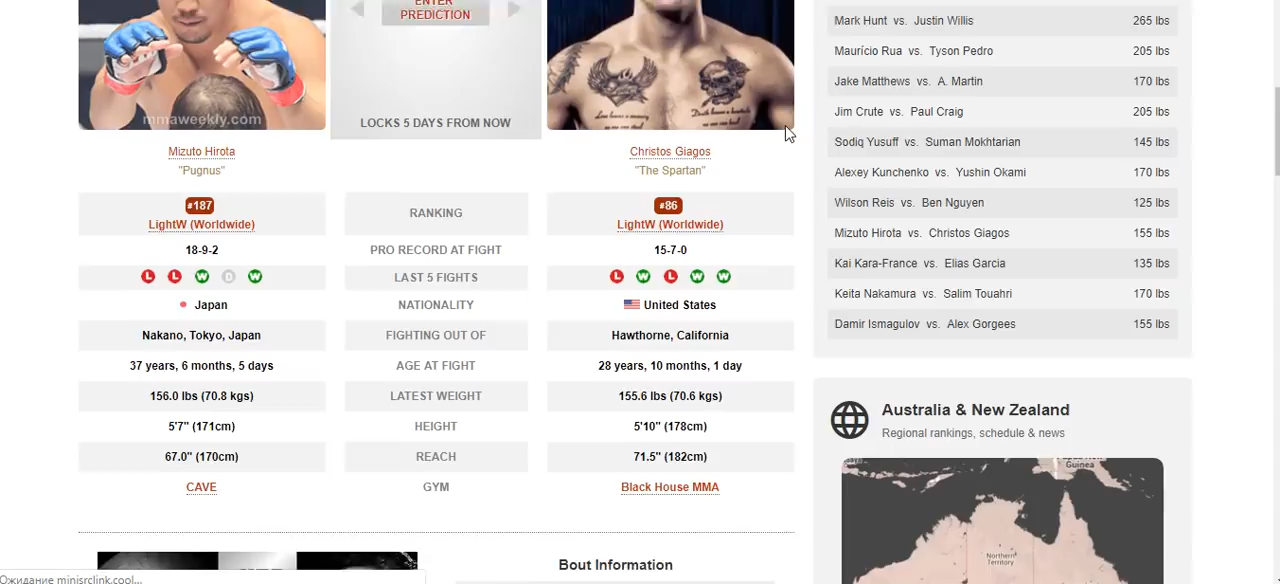 ENTER
PREDICTION
mmaweekly.com
LOCKS 5 DAYS FROM NOW
Mizuto Hirota
"Pugnus"
Christos Giagos
"The Spartan"
#187
LightW (Worldwide)
RANKING
#86
LightW (Worldwide)
18-9-2
PRO RECORD AT FIGHT
15-7-0
L L W D W
LAST 5 FIGHTS
L W L W W
Japan
NATIONALITY
United States
Nakano, Tokyo, Japan
FIGHTING OUT OF
Hawthorne, California
37 years, 6 months, 5 days
AGE AT FIGHT
28 years, 10 months, 1 day
156.0 lbs (70.8 kgs)
LATEST WEIGHT
155.6 lbs (70.6 kgs)
5'7" (171cm)
HEIGHT
5'10" (178cm)
67.0" (170cm)
REACH
71.5" (182cm)
CAVE
GYM
Black House MMA
Bout Information
Mark Hunt vs. Justin Willis 265 lbs
Maurício Rua vs. Tyson Pedro 205 lbs
Jake Matthews vs. A. Martin 170 lbs
Jim Crute vs. Paul Craig 205 lbs
Sodiq Yusuff vs. Suman Mokhtarian 145 lbs
Alexey Kunchenko vs. Yushin Okami 170 lbs
Wilson Reis vs. Ben Nguyen 125 lbs
Mizuto Hirota vs. Christos Giagos 155 lbs
Kai Kara-France vs. Elias Garcia 135 lbs
Keita Nakamura vs. Salim Touahri 170 lbs
Damir Ismagulov vs. Alex Gorgees 155 lbs
Australia & New Zealand
Regional rankings, schedule & news
Guinea
Northern
Territory
Ожидание minisrclink.cool...